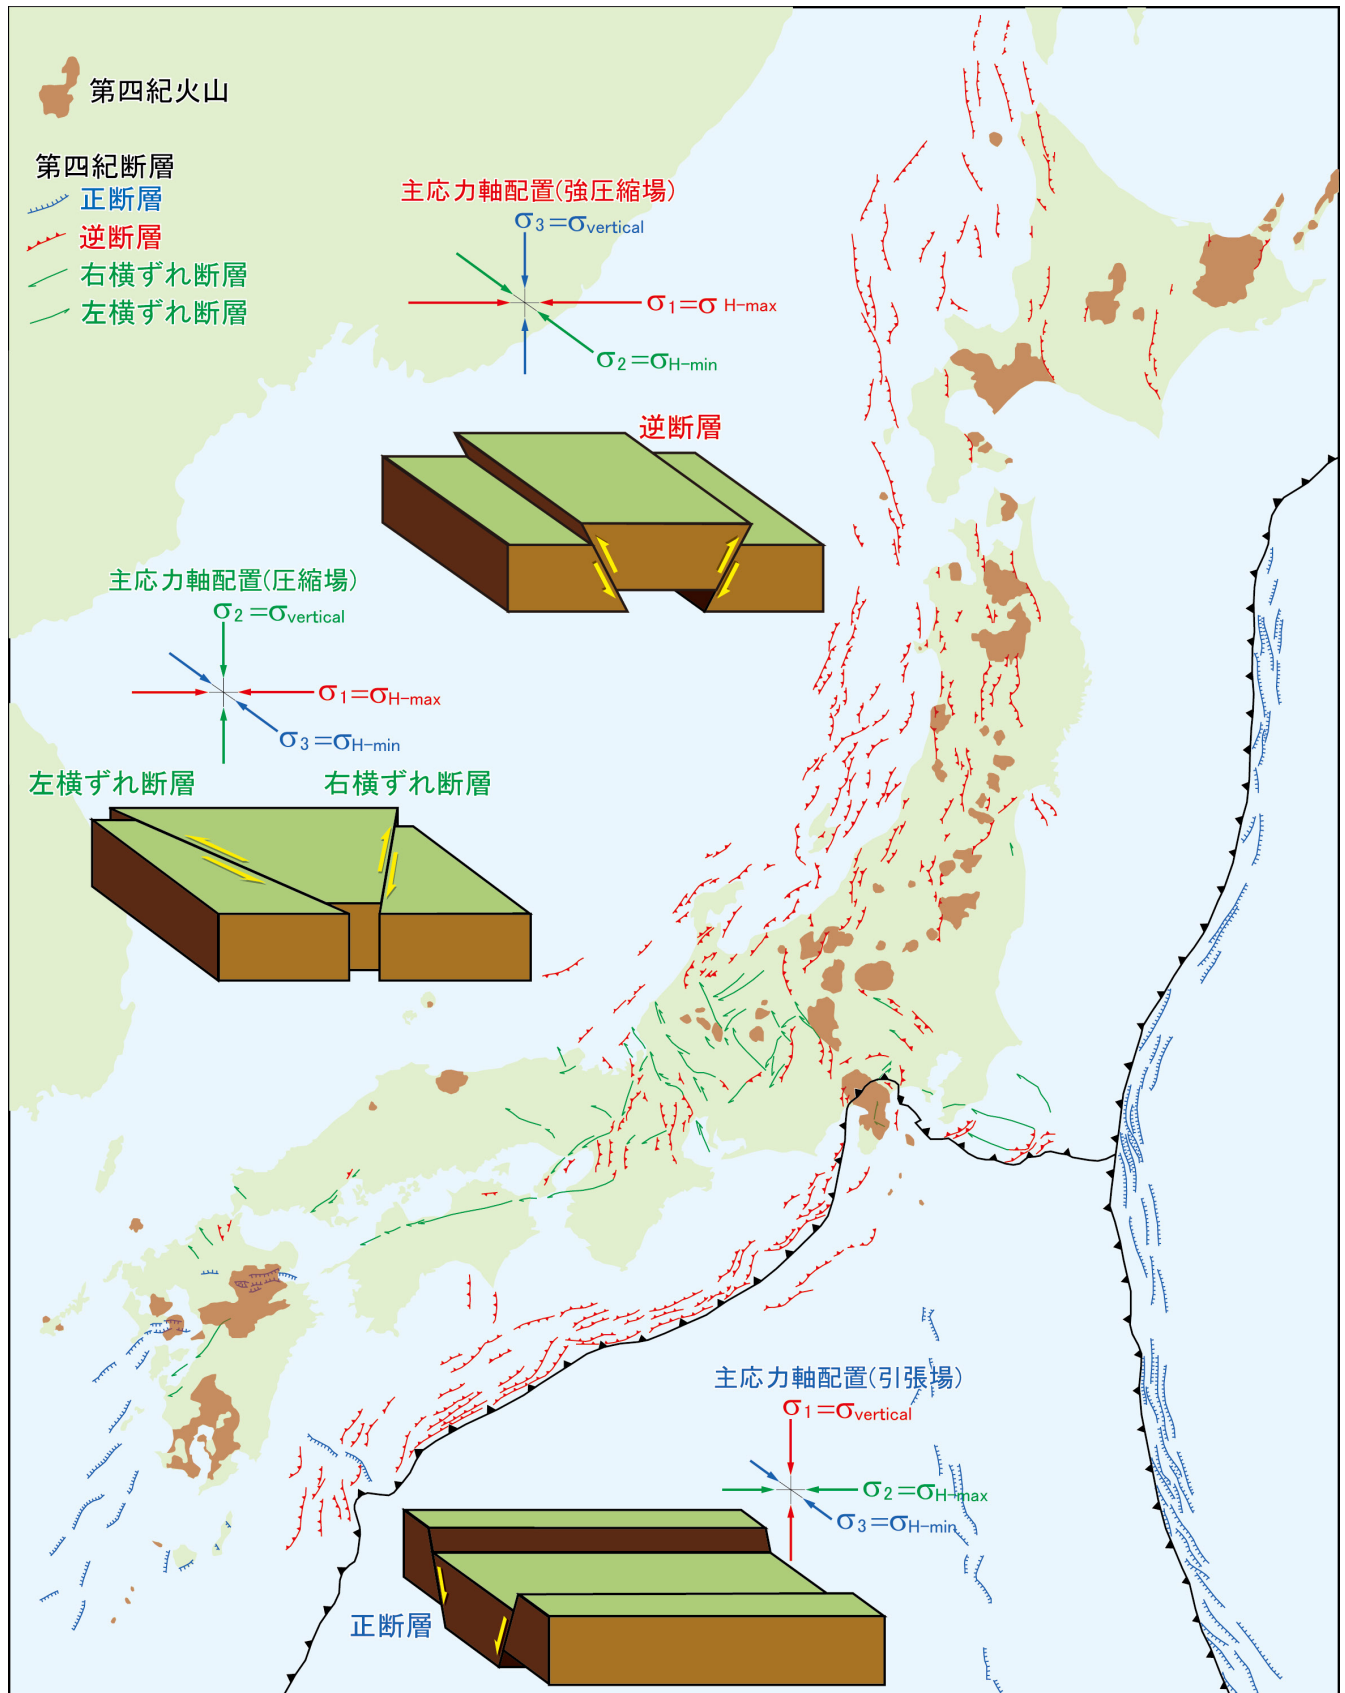 第四紀火山
第四紀断層
正断層
逆断層
右横ずれ断層
左横ずれ断層
主応力軸配置(強圧縮場)
σ3=σvertical
σ1=σ H-max
σ2=σH-min
逆断層
主応力軸配置(圧縮場)
σ2=σvertical
σ1=σH-max
σ3=σH-min
左横ずれ断層
右横ずれ断層
主応力軸配置(引張場)
σ1=σvertical
σ2=σH-max
σ3=σH-min
正断層